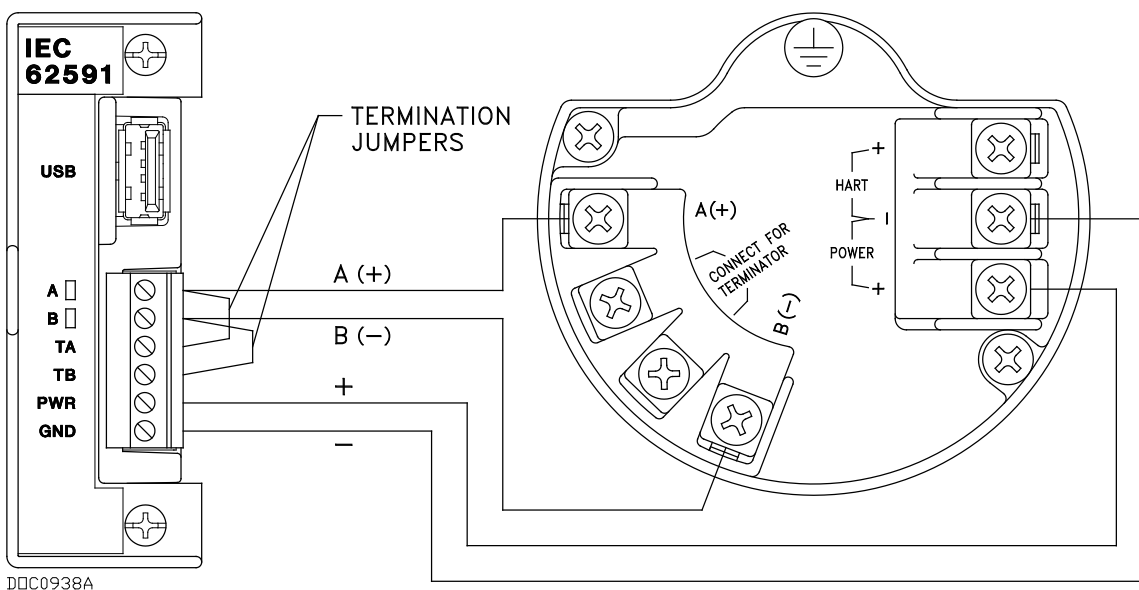 IEC
62591
USB
A
B
TA
TB
PWR
GND
TERMINATION
JUMPERS
A (+)
B (−)
+
−
A(+)
CONNECT FOR
TERMINATOR
B(−)
+
HART
−
POWER
+
DOC0938A